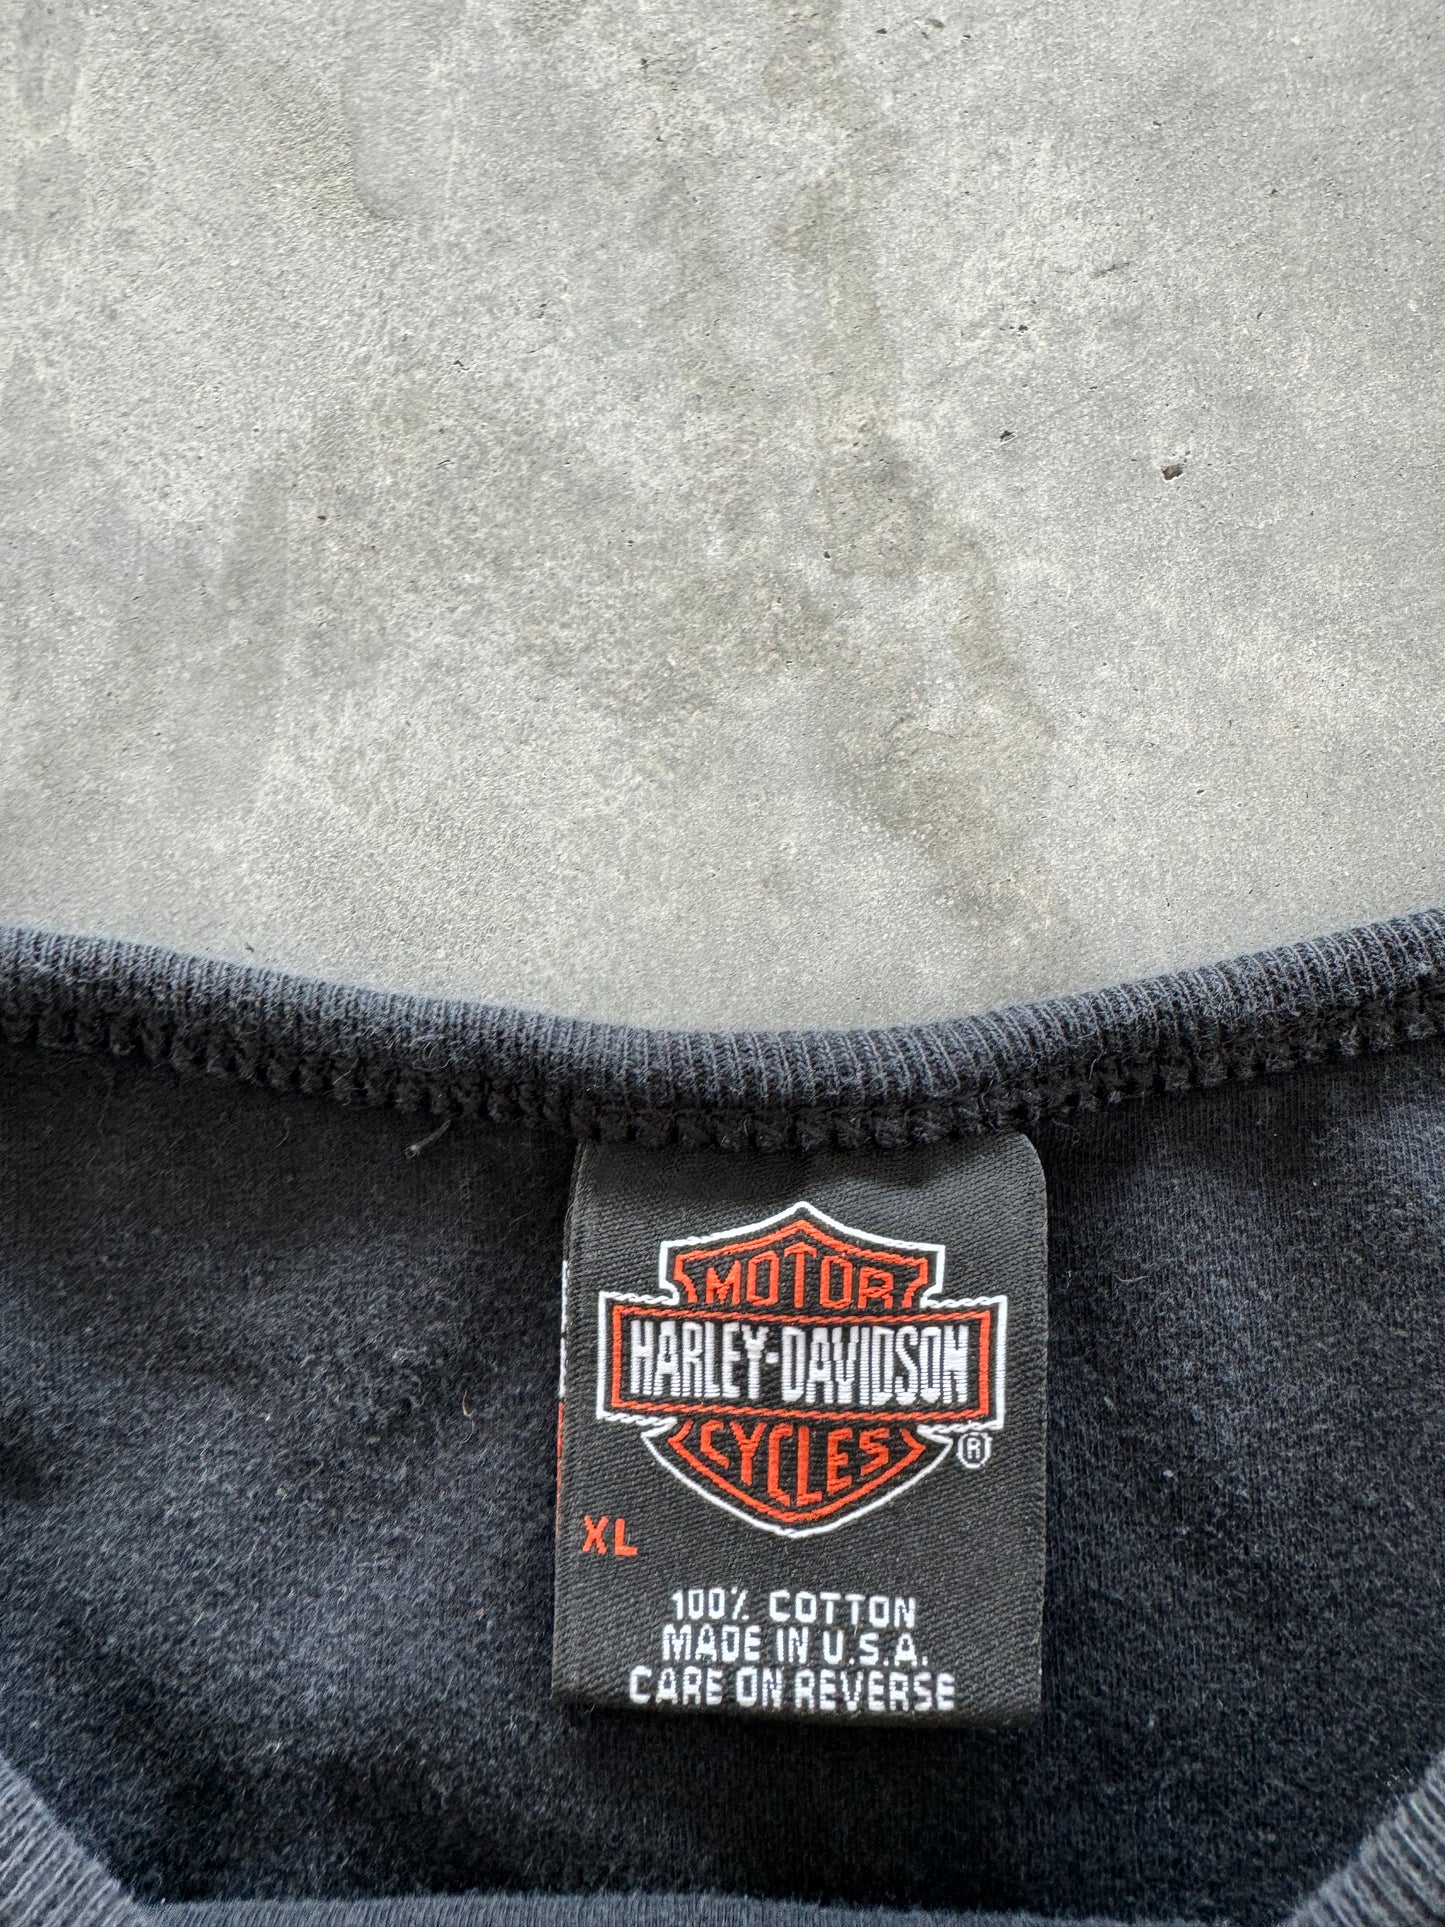 MOTOR
HARLEY-DAVIDSON
CYCLES
®
XL
100% COTTON
MADE IN U.S.A.
CARE ON REVERSE